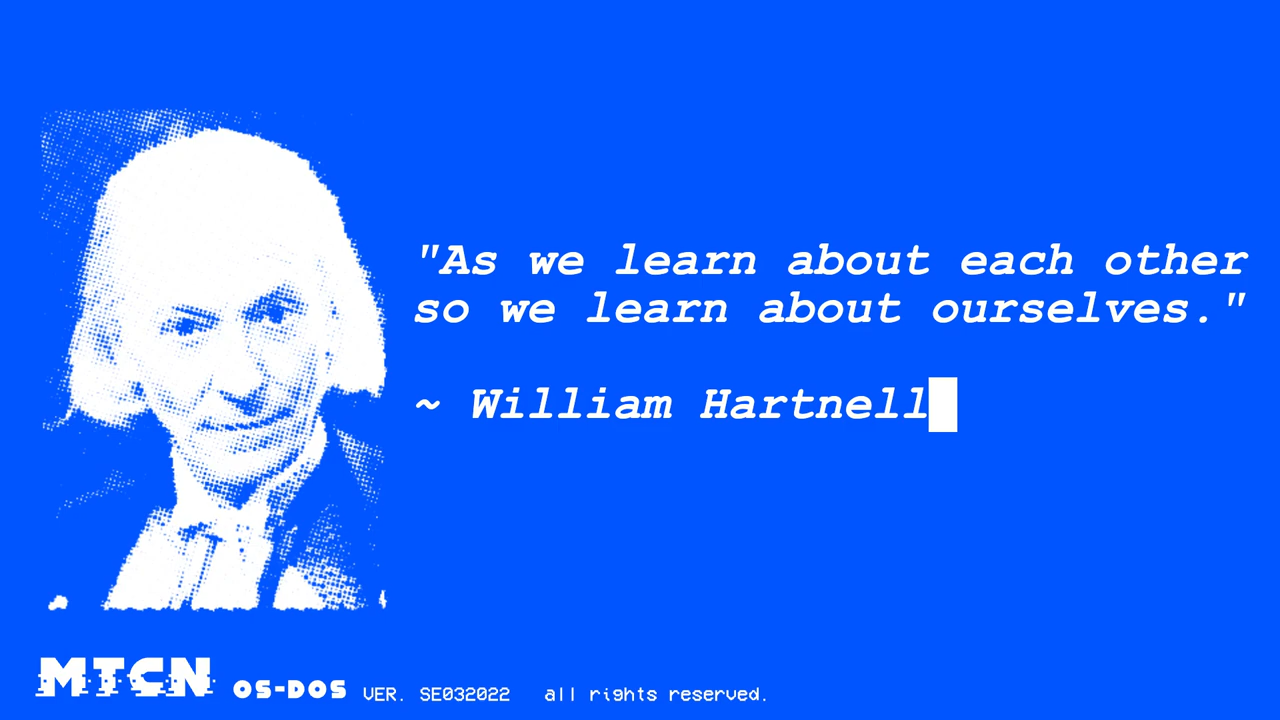 "As we learn about each other
so we learn about ourselves."
~ William Hartnell
MTCN OS-DOS VER. SE032022 all rights reserved.